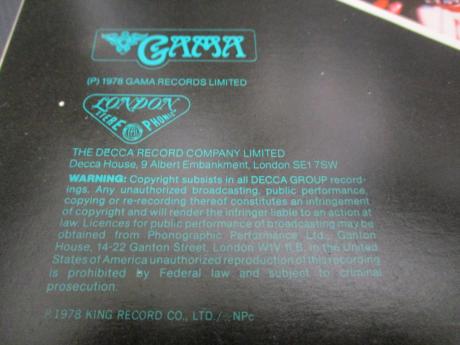 GAMA
(P) 1978 GAMA RECORDS LIMITED
LONDON
PHONIC
THE DECCA RECORD COMPANY LIMITED
Decca House, 9 Albert Embankment, London SE1 7SW
WARNING: Copyright subsists in all DECCA GROUP record-
ings. Any unauthorized broadcasting, public performance,
copying or re-recording thereof constitutes an infringement
of copyright and will render the infringer liable to an action at
law. Licences for public performance of broadcasting may be
obtained from Phonographic Performance Ltd., Ganton
House, 14-22 Ganton Street, London W1V 1LB. In the United
States of America unauthorized reproduction of this recording
is prohibited by Federal law and subject to criminal
prosecution.
℗ 1978 KING RECORD CO., LTD. NPc